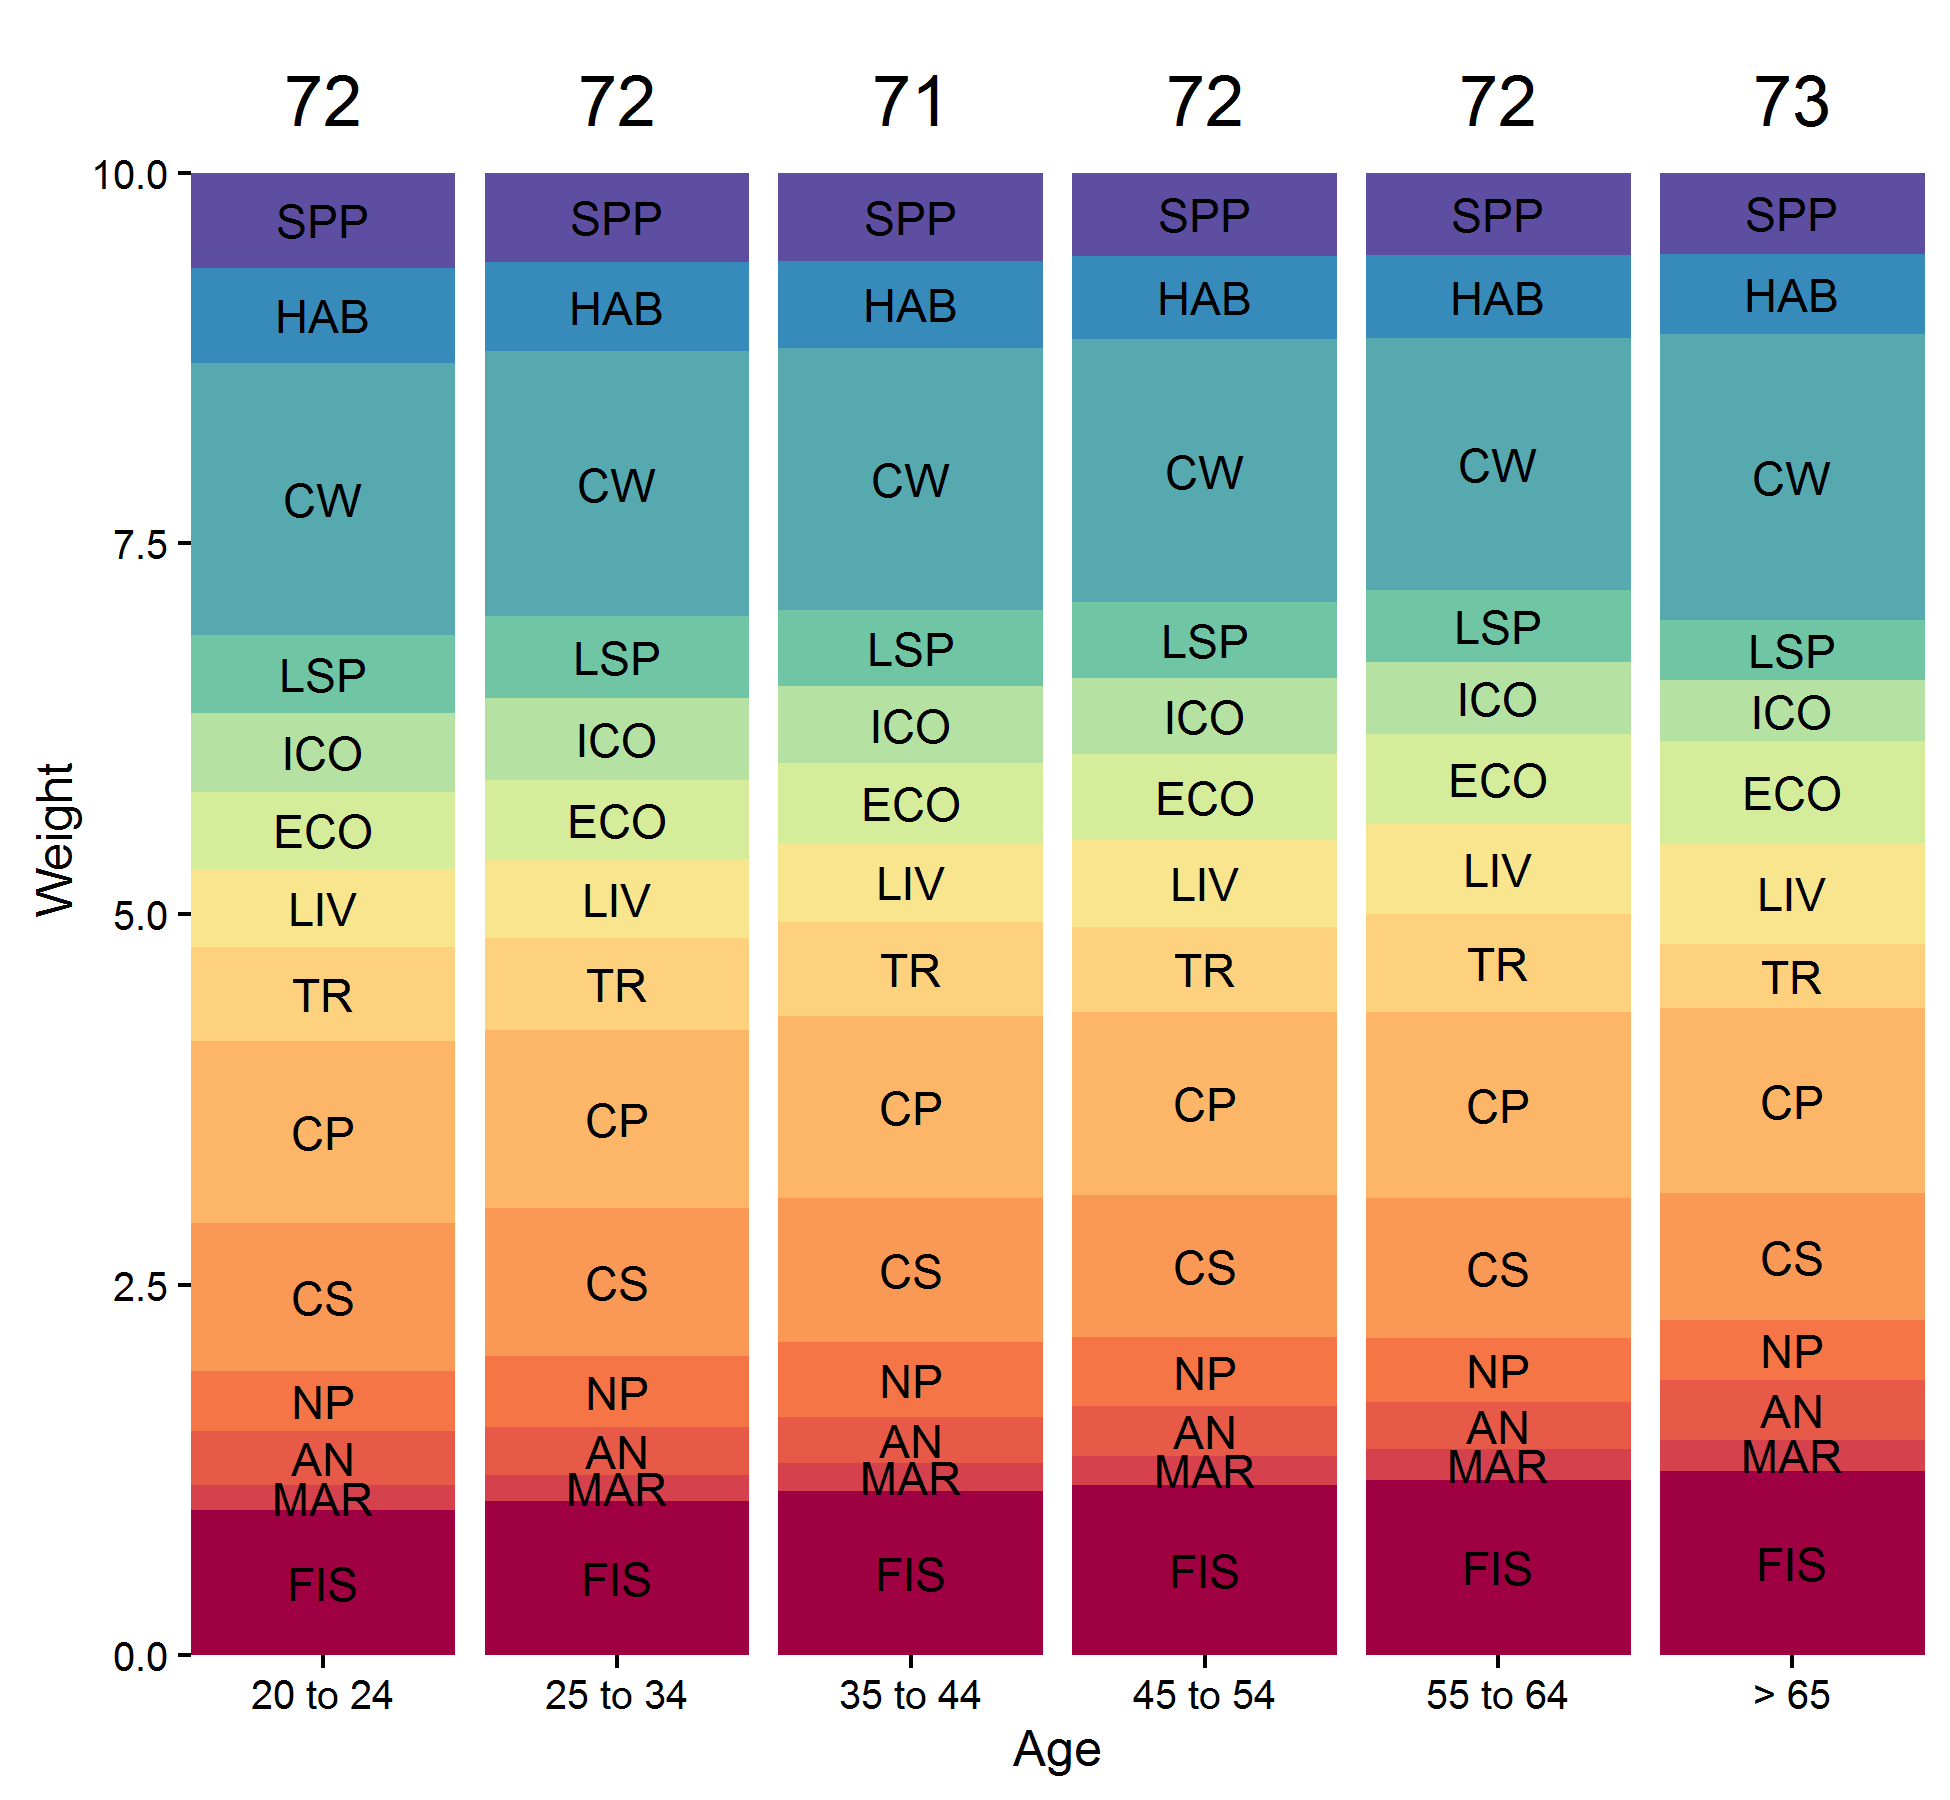 72 72 71 72 72 73
10.0
SPP SPP SPP SPP SPP SPP
HAB HAB HAB HAB HAB HAB
CW CW CW CW CW CW
7.5
LSP LSP LSP LSP LSP LSP
ICO ICO ICO ICO ICO ICO
ECO ECO ECO ECO ECO ECO
Weight
LIV LIV LIV LIV LIV LIV
5.0
TR TR TR TR TR TR
CP CP CP CP CP CP
CS CS CS CS CS CS
2.5
NP NP NP NP NP NP
AN AN AN AN AN AN
MAR MAR MAR MAR MAR MAR
FIS FIS FIS FIS FIS FIS
0.0
20 to 24 25 to 34 35 to 44 45 to 54 55 to 64 > 65
Age